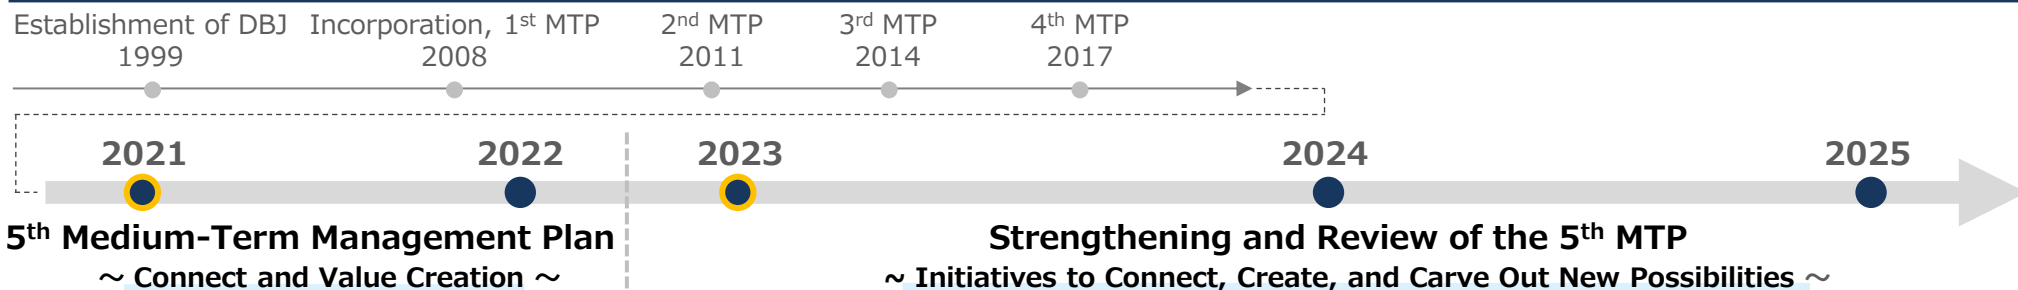 Establishment of DBJ Incorporation, 1st MTP 2nd MTP 3rd MTP 4th MTP
1999 2008 2011 2014 2017
2021 2022 2023 2024 2025
5th Medium-Term Management Plan
～ Connect and Value Creation ～
Strengthening and Review of the 5th MTP
~ Initiatives to Connect, Create, and Carve Out New Possibilities ～